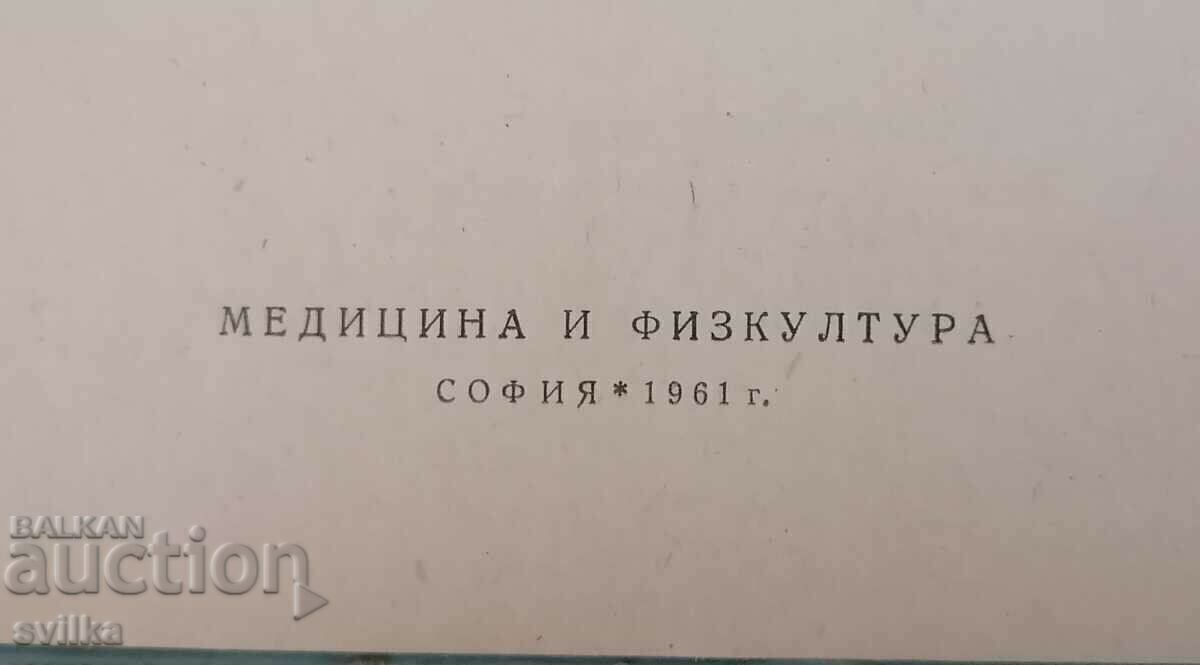 МЕДИЦИНА И ФИЗКУЛТУРА
СОФИЯ * 1961 г.
BALKAN
auction
svilka